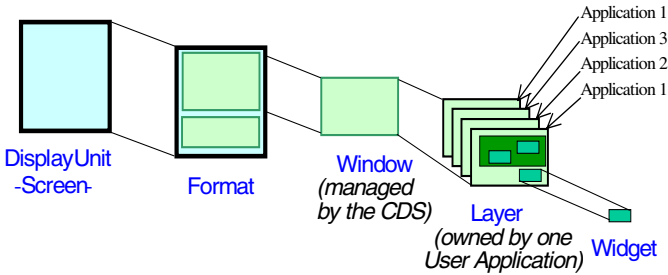 Application 1
Application 3
Application 2
Application 1
DisplayUnit
-Screen-
Format
Window
(managed
by the CDS)
Layer
(owned by one
User Application)
Widget